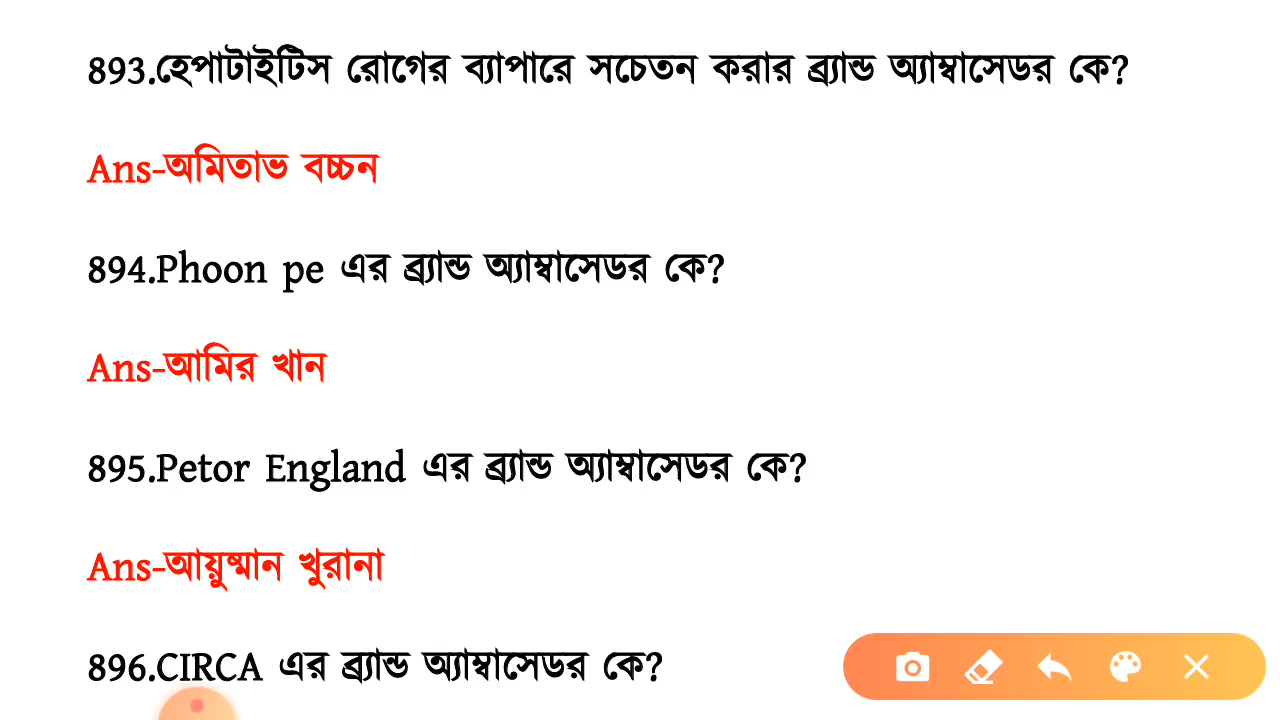 893.হেপাটাইটিস রোগের ব্যাপারে সচেতন করার ব্র্যান্ড অ্যাম্বাসেডর কে?
Ans-অমিতাভ বচ্চন
894.Phoon pe এর ব্র্যান্ড অ্যাম্বাসেডর কে?
Ans-আমির খান
895.Petor England এর ব্র্যান্ড অ্যাম্বাসেডর কে?
Ans-আয়ুষ্মান খুরানা
896.CIRCA এর ব্র্যান্ড অ্যাম্বাসেডর কে?